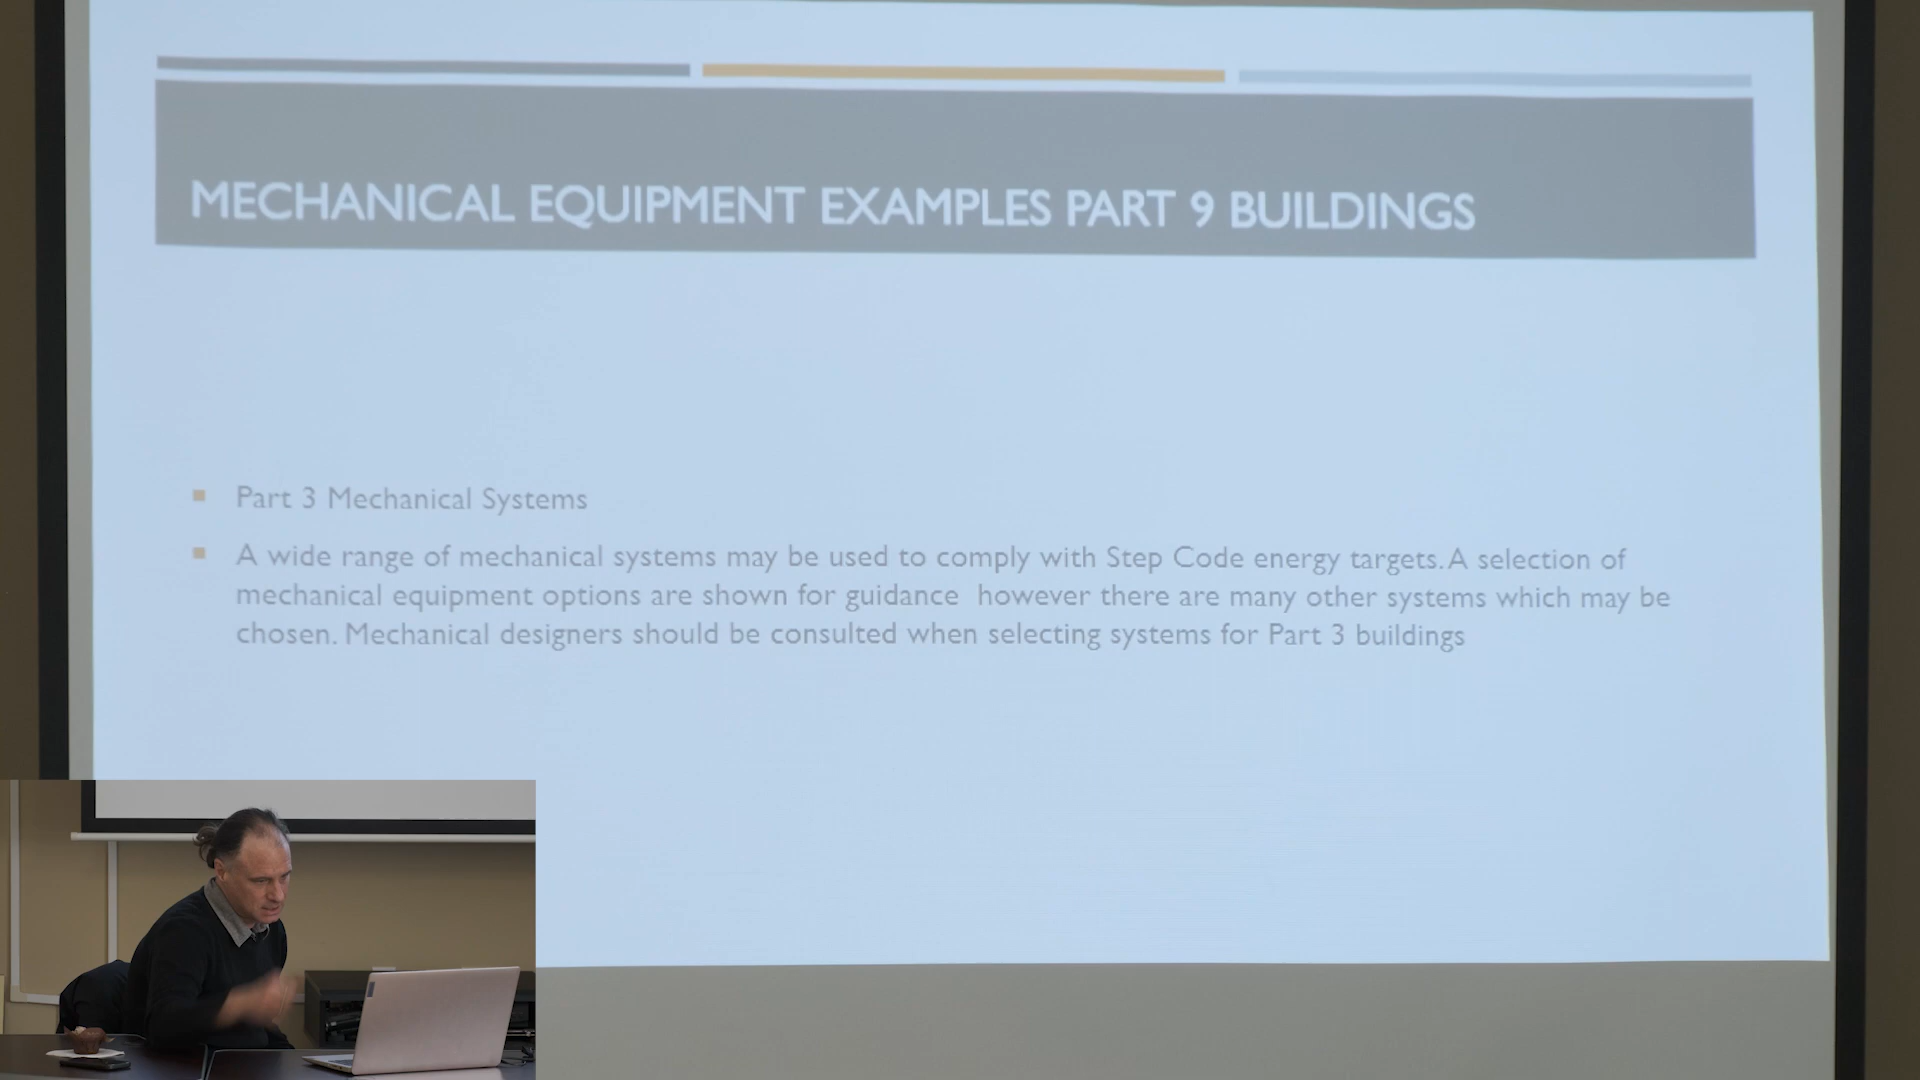 MECHANICAL EQUIPMENT EXAMPLES PART 9 BUILDINGS
Part 3 Mechanical Systems
A wide range of mechanical systems may be used to comply with Step Code energy targets. A selection of
mechanical equipment options are shown for guidance however there are many other systems which may be
chosen. Mechanical designers should be consulted when selecting systems for Part 3 buildings